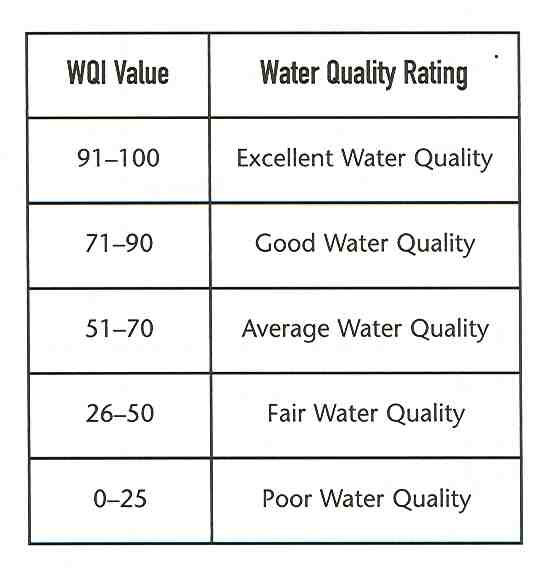 WQI Value Water Quality Rating
91–100 Excellent Water Quality
71–90 Good Water Quality
51–70 Average Water Quality
26–50 Fair Water Quality
0–25 Poor Water Quality